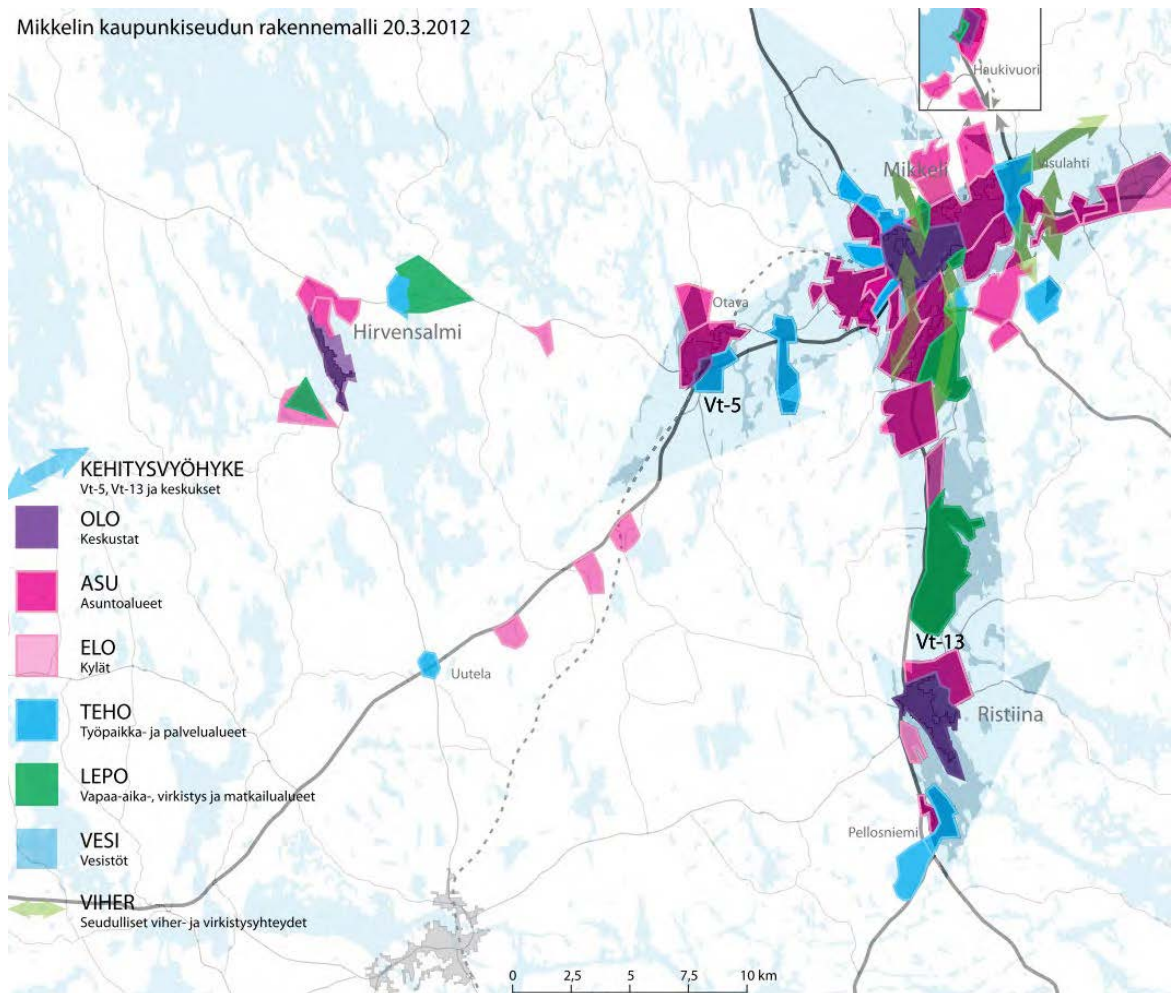 Mikkelin kaupunkiseudun rakennemalli 20.3.2012
Haukivuori
Mikkeli
Visulahti
Otava
Hirvensalmi
Vt-5
KEHITYSVYÖHYKE
Vt-5, Vt-13 ja keskukset
OLO
Keskustat
ASU
Asuntoalueet
ELO
Kylät
TEHO
Työpaikka- ja palvelualueet
LEPO
Vapaa-aika-, virkistys ja matkailualueet
VESI
Vesistöt
VIHER
Seudulliset viher- ja virkistysyhteydet
Uutela
Vt-13
Ristiina
Pellosniemi
0 2,5 5 7,5 10 km